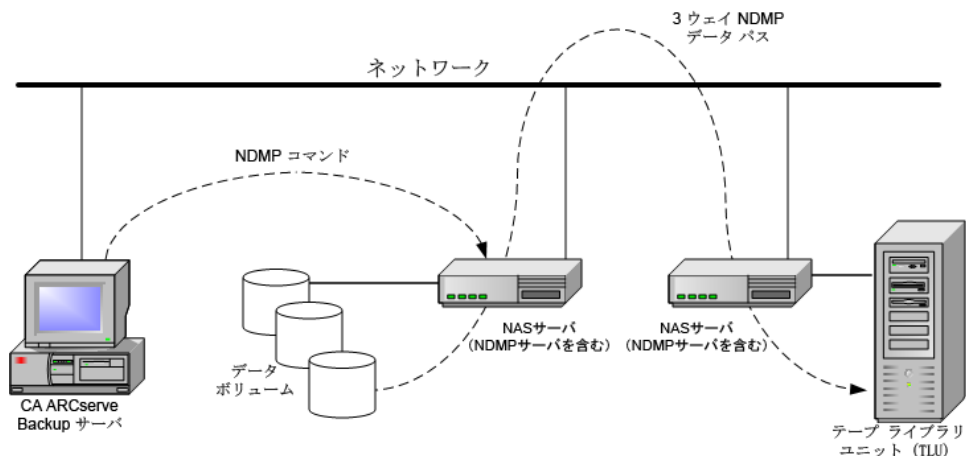 3 ウェイ NDMP
データ パス
ネットワーク
NDMP コマンド
NASサーバ
（NDMPサーバを含む）
NASサーバ
（NDMPサーバを含む）
データ
ボリューム
CA ARCserve
Backup サーバ
テープ ライブラリ
ユニット (TLU)